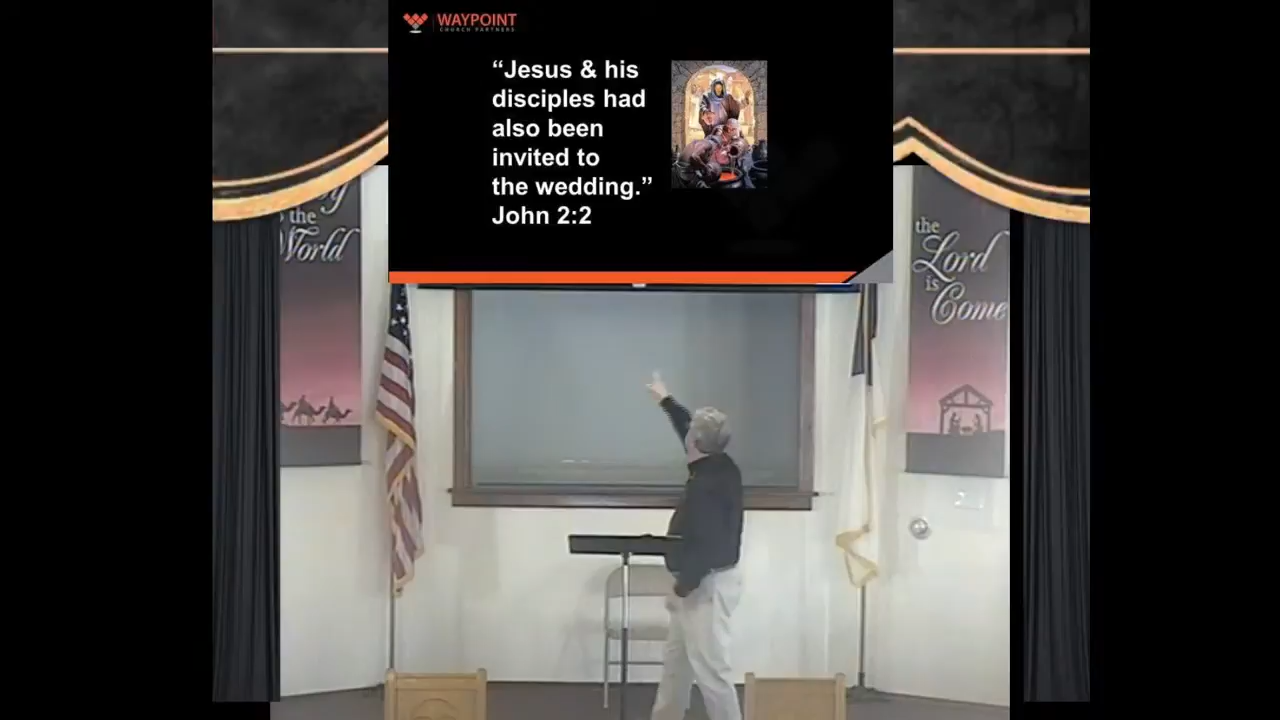 WAYPOINT
CHURCH PARTNERS
“Jesus & his
disciples had
also been
invited to
the wedding.”
John 2:2
the
World
the
Lord
is
Come